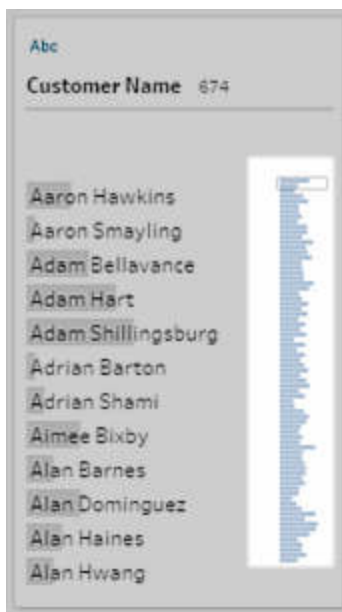 Abc
Customer Name 674
Aaron Hawkins
Aaron Smayling
Adam Bellavance
Adam Hart
Adam Shillingsburg
Adrian Barton
Adrian Shami
Aimee Bixby
Alan Barnes
Alan Dominguez
Alan Haines
Alan Hwang